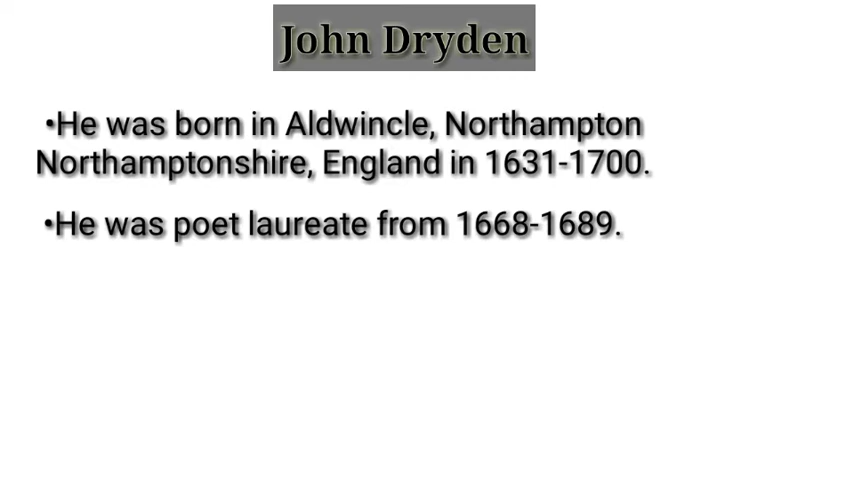 John Dryden
•He was born in Aldwincle, Northampton
Northamptonshire, England in 1631-1700.
•He was poet laureate from 1668-1689.